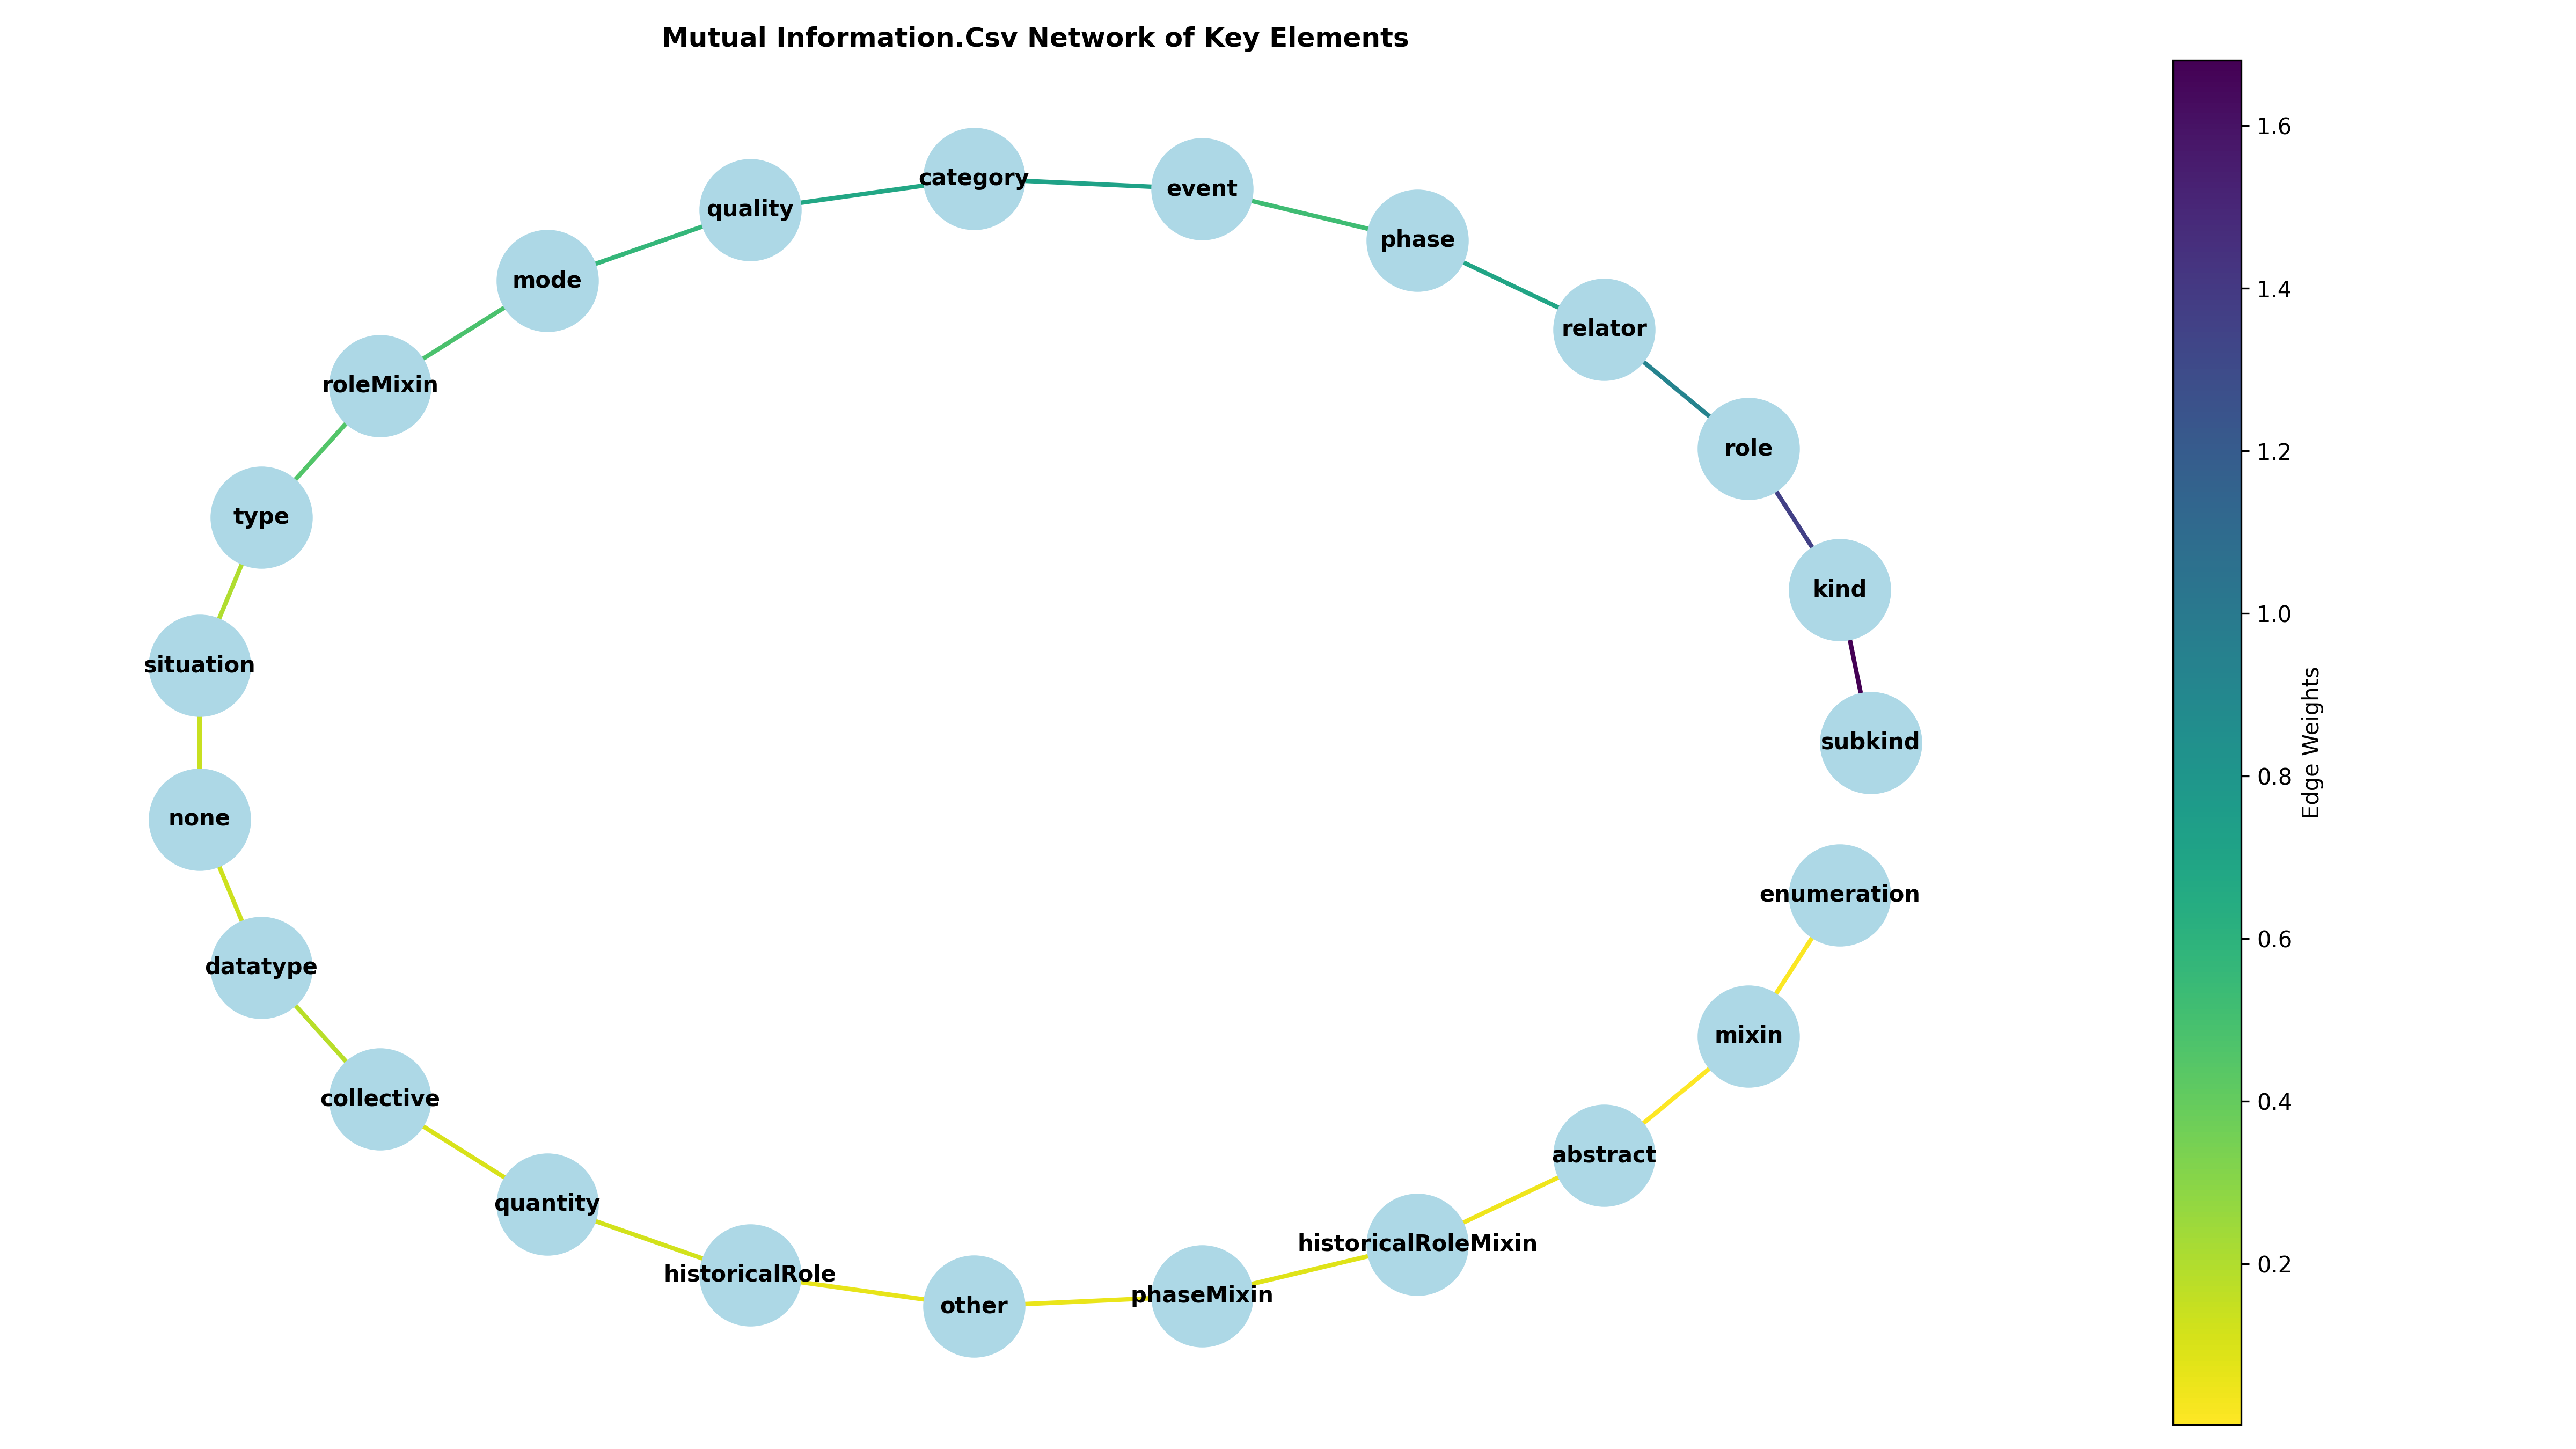 Mutual Information.Csv Network of Key Elements
category
event
quality
phase
mode
relator
roleMixin
role
type
kind
situation
subkind
none
enumeration
datatype
mixin
collective
abstract
quantity
historicalRoleMixin
historicalRole
phaseMixin
other
1.6
1.4
1.2
1.0
0.8
0.6
0.4
0.2
Edge Weights